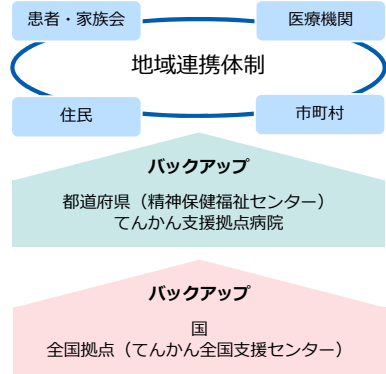 患者・家族会
医療機関
地域連携体制
住民
市町村
バックアップ
都道府県（精神保健福祉センター）
てんかん支援拠点病院
バックアップ
国
全国拠点（てんかん全国支援センター）